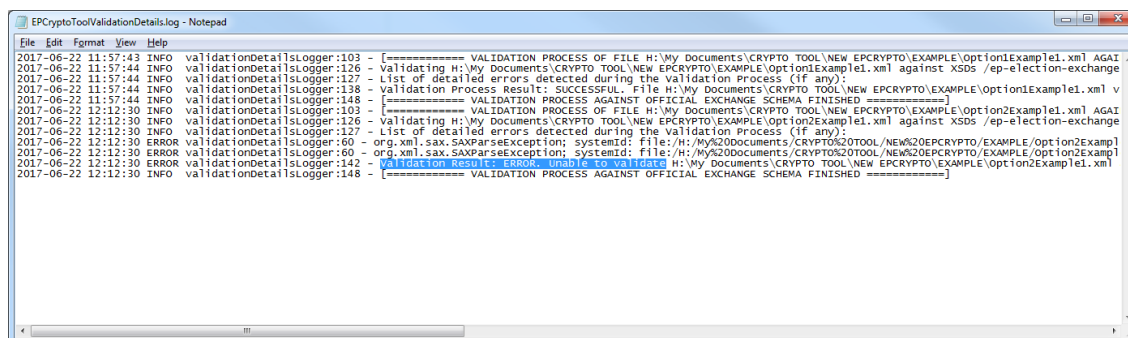 EPCryptoToolValidationDetails.log - Notepad
File Edit Format View Help
2017-06-22 11:57:43 INFO  validationDetailsLogger:103 - [============ VALIDATION PROCESS OF FILE H:\My Documents\CRYPTO TOOL\NEW EPCRYPTO\EXAMPLE\Option1Example1.xml AGAI
2017-06-22 11:57:44 INFO  validationDetailsLogger:126 - Validating H:\My Documents\CRYPTO TOOL\NEW EPCRYPTO\EXAMPLE\Option1Example1.xml against XSDs /ep-election-exchange
2017-06-22 11:57:44 INFO  validationDetailsLogger:127 - List of detailed errors detected during the Validation Process (if any):
2017-06-22 11:57:44 INFO  validationDetailsLogger:138 - Validation Process Result: SUCCESSFUL. File H:\My Documents\CRYPTO TOOL\NEW EPCRYPTO\EXAMPLE\Option1Example1.xml v
2017-06-22 11:57:44 INFO  validationDetailsLogger:148 - [============ VALIDATION PROCESS AGAINST OFFICIAL EXCHANGE SCHEMA FINISHED ============]
2017-06-22 12:12:30 INFO  validationDetailsLogger:103 - [============ VALIDATION PROCESS OF FILE H:\My Documents\CRYPTO TOOL\NEW EPCRYPTO\EXAMPLE\Option2Example1.xml AGAI
2017-06-22 12:12:30 INFO  validationDetailsLogger:126 - Validating H:\My Documents\CRYPTO TOOL\NEW EPCRYPTO\EXAMPLE\Option2Example1.xml against XSDs /ep-election-exchange
2017-06-22 12:12:30 INFO  validationDetailsLogger:127 - List of detailed errors detected during the Validation Process (if any):
2017-06-22 12:12:30 ERROR validationDetailsLogger:60 - org.xml.sax.SAXParseException; systemId: file:/H:/My%20Documents/CRYPTO%20TOOL/NEW%20EPCRYPTO/EXAMPLE/Option2Exampl
2017-06-22 12:12:30 ERROR validationDetailsLogger:60 - org.xml.sax.SAXParseException; systemId: file:/H:/My%20Documents/CRYPTO%20TOOL/NEW%20EPCRYPTO/EXAMPLE/Option2Exampl
2017-06-22 12:12:30 ERROR validationDetailsLogger:142 - Validation Result: ERROR. Unable to validate H:\My Documents\CRYPTO TOOL\NEW EPCRYPTO\EXAMPLE\Option2Example1.xml
2017-06-22 12:12:30 INFO  validationDetailsLogger:148 - [============ VALIDATION PROCESS AGAINST OFFICIAL EXCHANGE SCHEMA FINISHED ============]